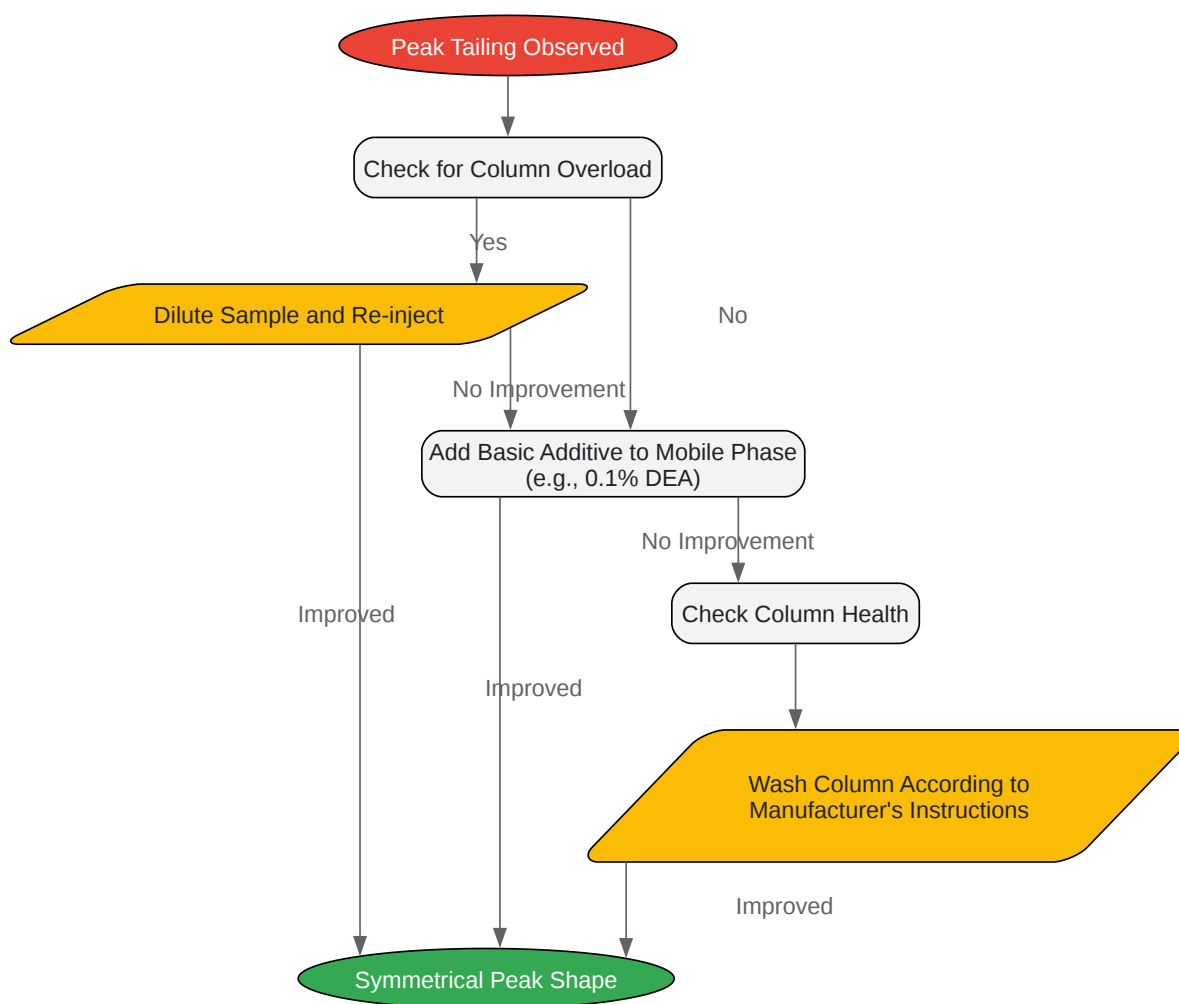 Peak Tailing Observed
Check for Column Overload
Yes
Dilute Sample and Re-inject
No
No Improvement
Add Basic Additive to Mobile Phase
(e.g., 0.1% DEA)
No Improvement
Check Column Health
Improved
Improved
Wash Column According to
Manufacturer's Instructions
Improved
Symmetrical Peak Shape